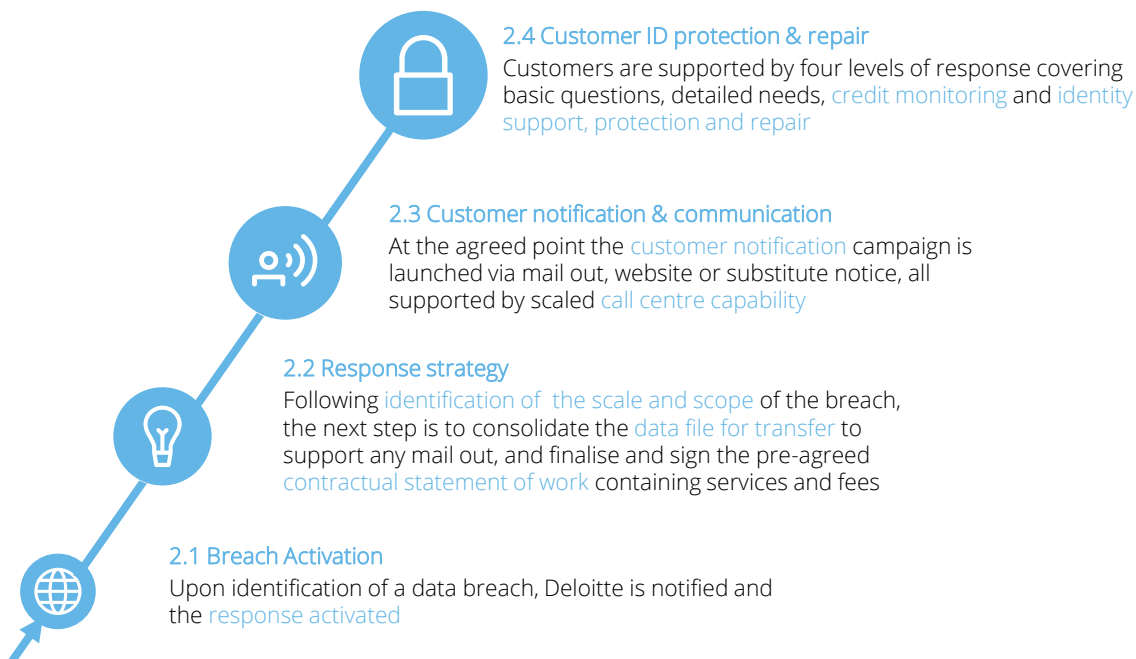 2.4 Customer ID protection & repair
Customers are supported by four levels of response covering
basic questions, detailed needs, credit monitoring and identity
support, protection and repair
2.3 Customer notification & communication
At the agreed point the customer notification campaign is
launched via mail out, website or substitute notice, all
supported by scaled call centre capability
2.2 Response strategy
Following identification of  the scale and scope of the breach,
the next step is to consolidate the data file for transfer to
support any mail out, and finalise and sign the pre-agreed
contractual statement of work containing services and fees
2.1 Breach Activation
Upon identification of a data breach, Deloitte is notified and
the response activated